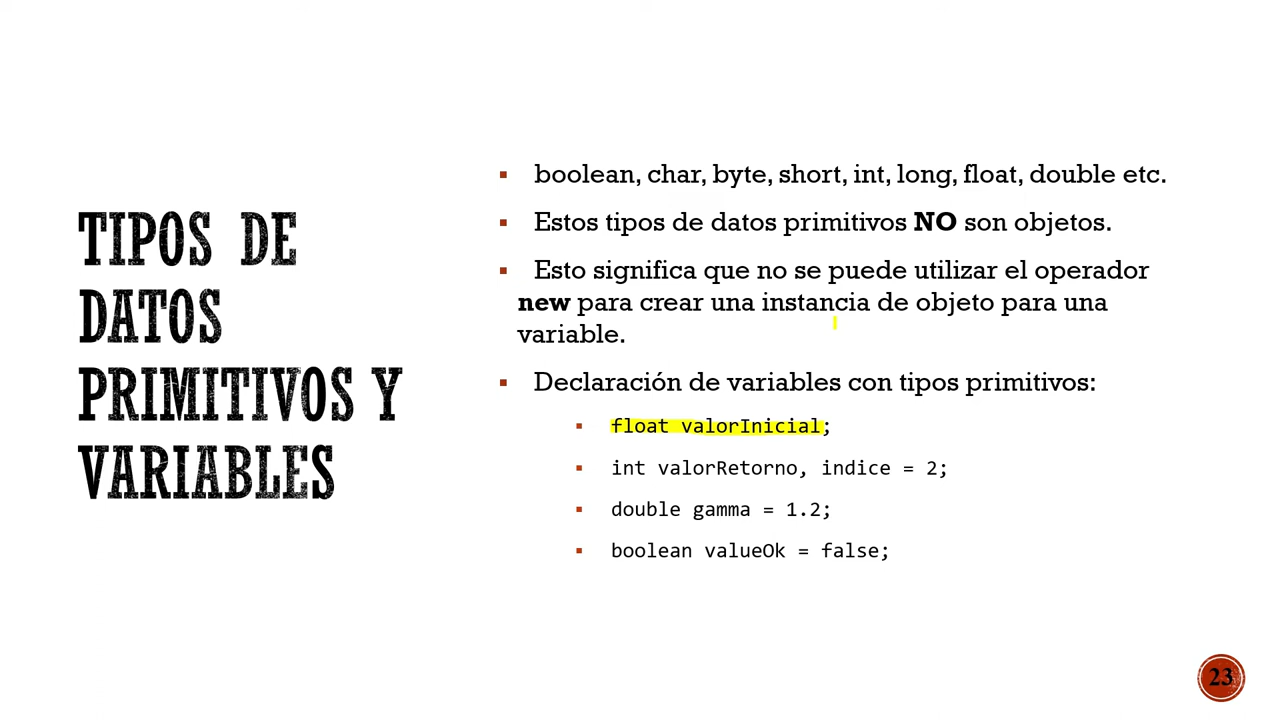 TIPOS DE
DATOS
PRIMITIVOS Y
VARIABLES
boolean, char, byte, short, int, long, float, double etc.
Estos tipos de datos primitivos NO son objetos.
Esto significa que no se puede utilizar el operador
new para crear una instancia de objeto para una
variable.
Declaración de variables con tipos primitivos:
float valorInicial;
int valorRetorno, indice = 2;
double gamma = 1.2;
boolean valueOk = false;
23